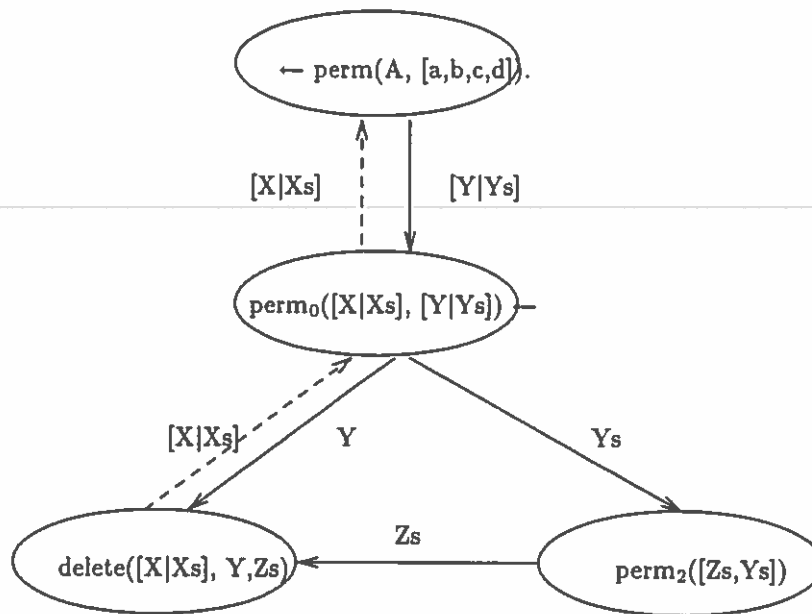 ← perm(A, [a,b,c,d]).
[X|Xs] [Y|Ys]
perm₀([X|Xs], [Y|Ys]) ←
[X|Xs] Y Ys
Zs
delete([X|Xs], Y,Zs) perm₂([Zs,Ys])